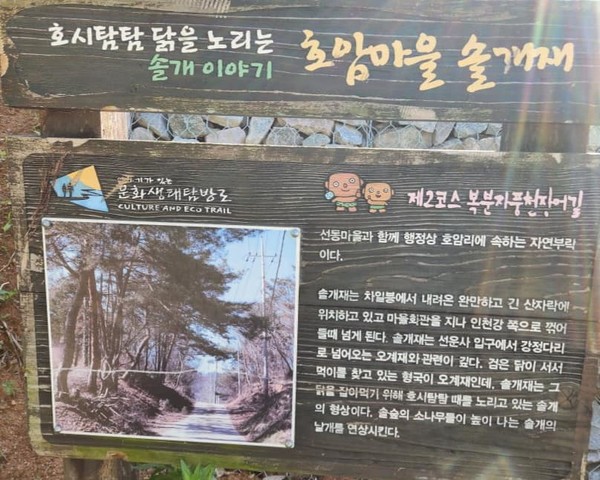 호시탐탐 닭을 노리는
솔개 이야기
호암마을 솔개재
기가 있는
문화생태탐방로
CULTURE AND ECO TRAIL
제2코스 복분자풍천장어길
선동마을과 함께 행정상 호암리에 속하는 자연부락
이다.
솔개재는 차일봉에서 내려온 완만하고 긴 산자락에
위치하고 있고 마을회관을 지나 인천강 쪽으로 꺾어
들때 넘게 된다. 솔개재는 선운사 입구에서 강정다리
로 넘어오는 오계재와 관련이 깊다. 검은 닭이 서서
먹이를 찾고 있는 형국이 오계재인데, 솔개재는 그
닭을 잡아먹기 위해 호시탐탐 때를 노리고 있는 솔개
의 형상이다. 솔숲의 소나무들이 높이 나는 솔개의
날개를 연상시킨다.